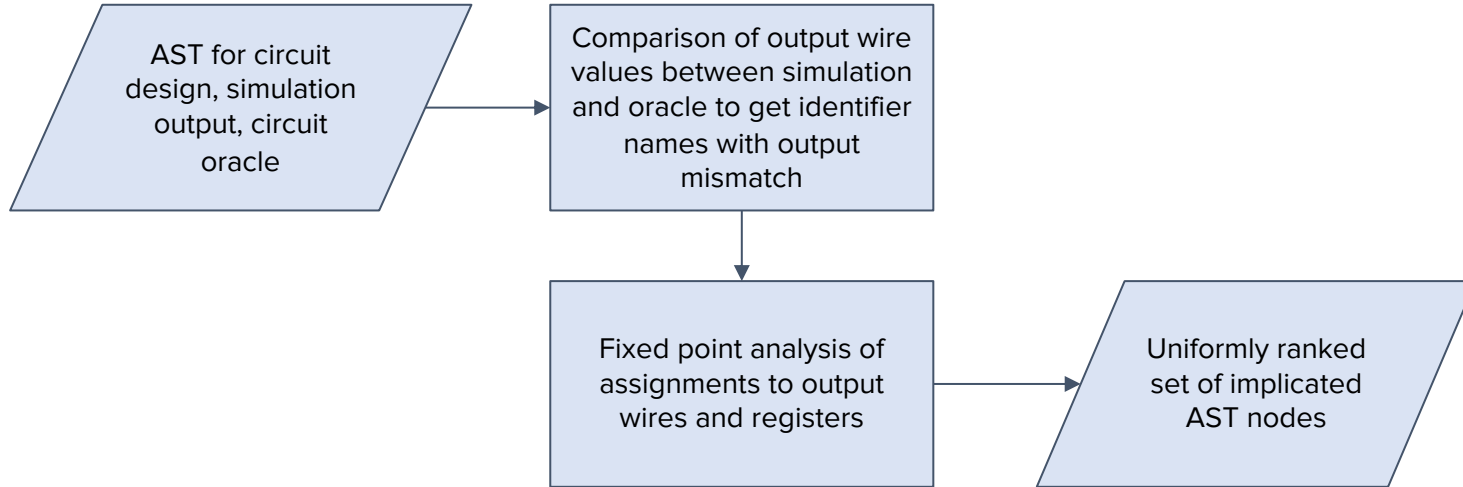 AST for circuit
design, simulation
output, circuit
oracle
Comparison of output wire
values between simulation
and oracle to get identifier
names with output
mismatch
Fixed point analysis of
assignments to output
wires and registers
Uniformly ranked
set of implicated
AST nodes